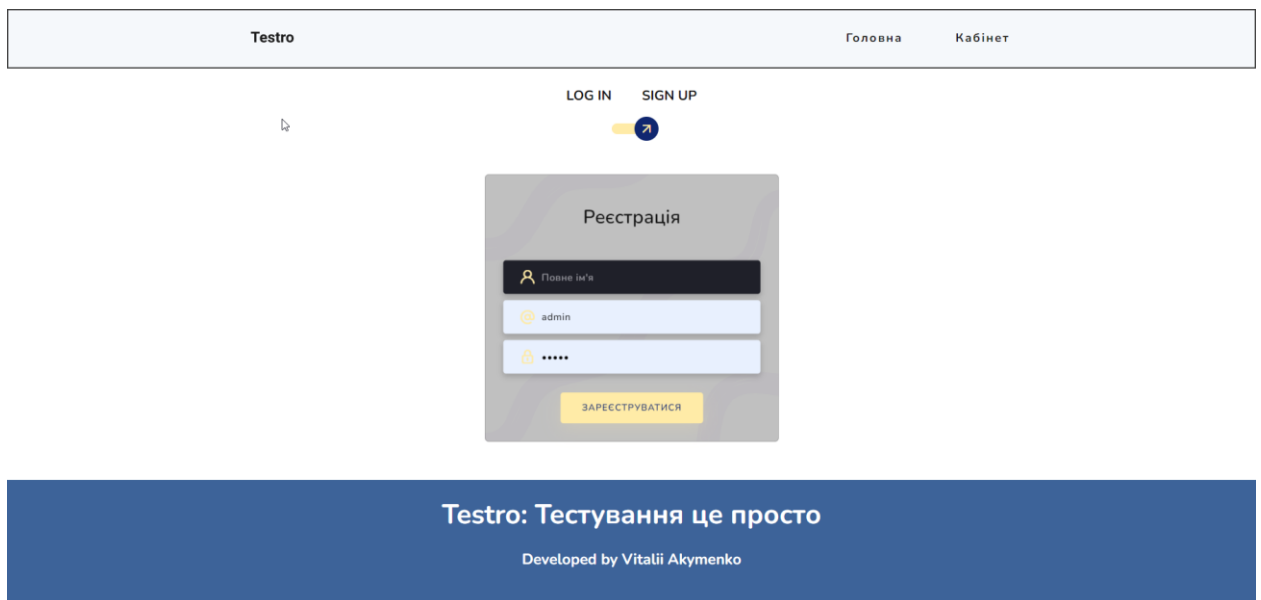 Testro
Головна
Кабінет
LOG IN
SIGN UP
Реєстрація
Повне ім'я
admin
•••••
ЗАРЕЄСТРУВАТИСЯ
Testro: Тестування це просто
Developed by Vitalii Akymenko